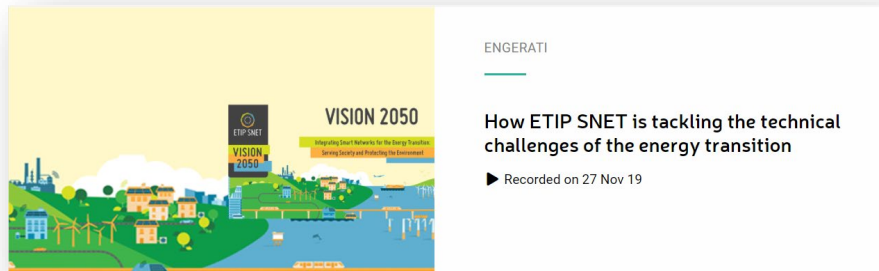 ETIP SNET
VISION
2050
VISION 2050
Integrating Smart Networks for the Energy Transition:
Serving Society and Protecting the Environment
ENGERATI
How ETIP SNET is tackling the technical
challenges of the energy transition
Recorded on 27 Nov 19